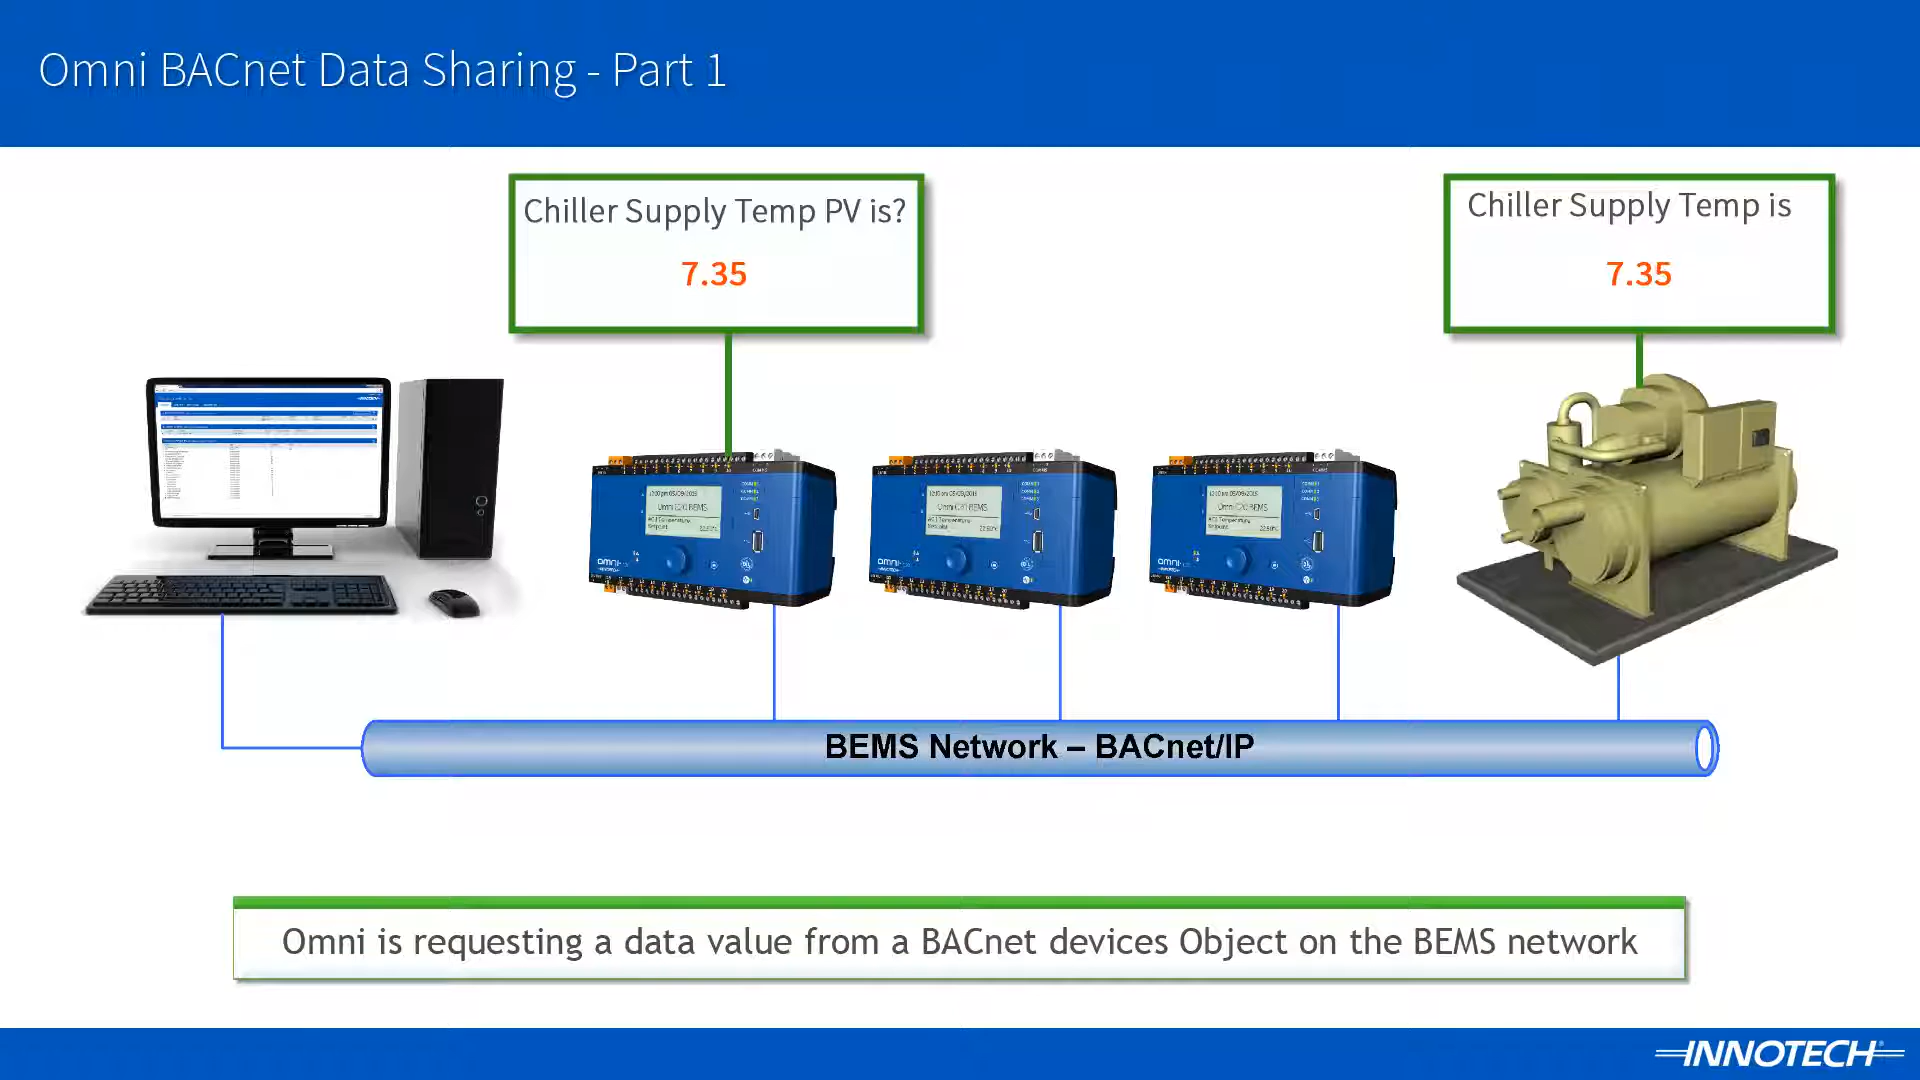 Omni BACnet Data Sharing - Part 1
Chiller Supply Temp PV is?
7.35
Chiller Supply Temp is
7.35
BEMS Network – BACnet/IP
Omni is requesting a data value from a BACnet devices Object on the BEMS network
INNOTECH